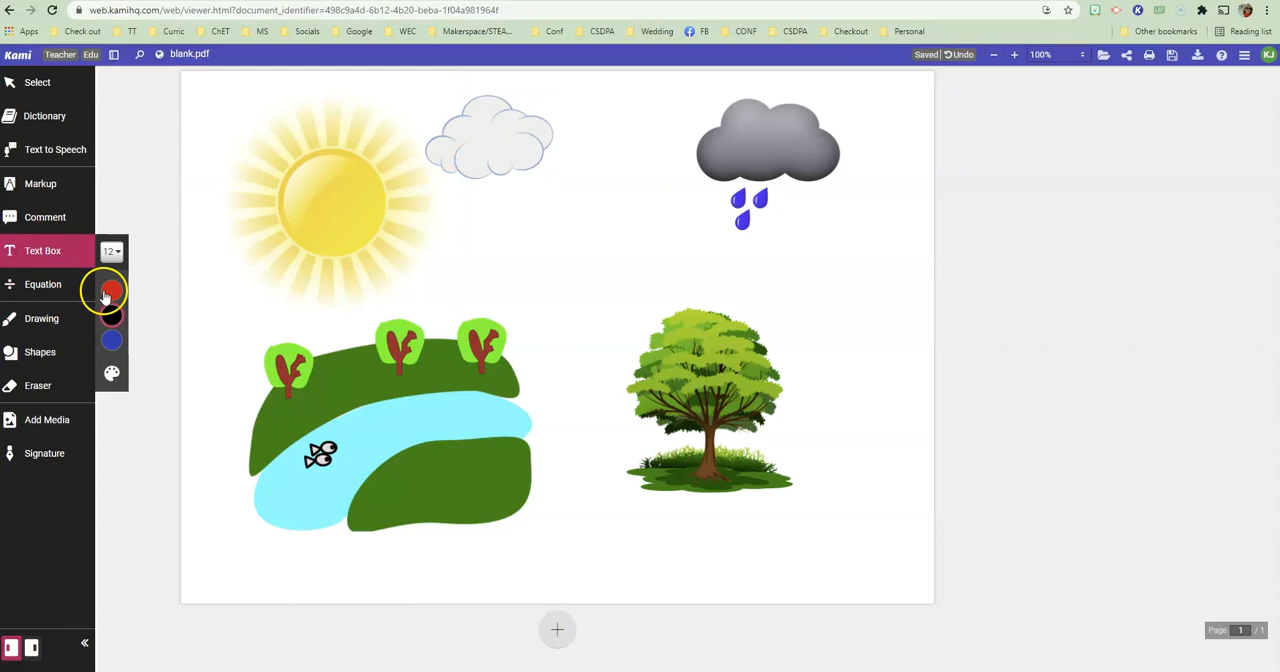 web.kamihq.com/web/viewer.html?document_identifier=498c9a4d-6b12-4b20-beba-1f04a981964f
Apps Check out TT Curric ChET MS Socials Google WEC Makerspace/STEA... Conf CSDPA Wedding FB CONF CSDPA Checkout Personal Other bookmarks Reading list
Kami Teacher Edu blank.pdf Saved Undo 100% KJ
Select
Dictionary
Text to Speech
Markup
Comment
Text Box 12
Equation
Drawing
Shapes
Eraser
Add Media
Signature
Page 1 / 1